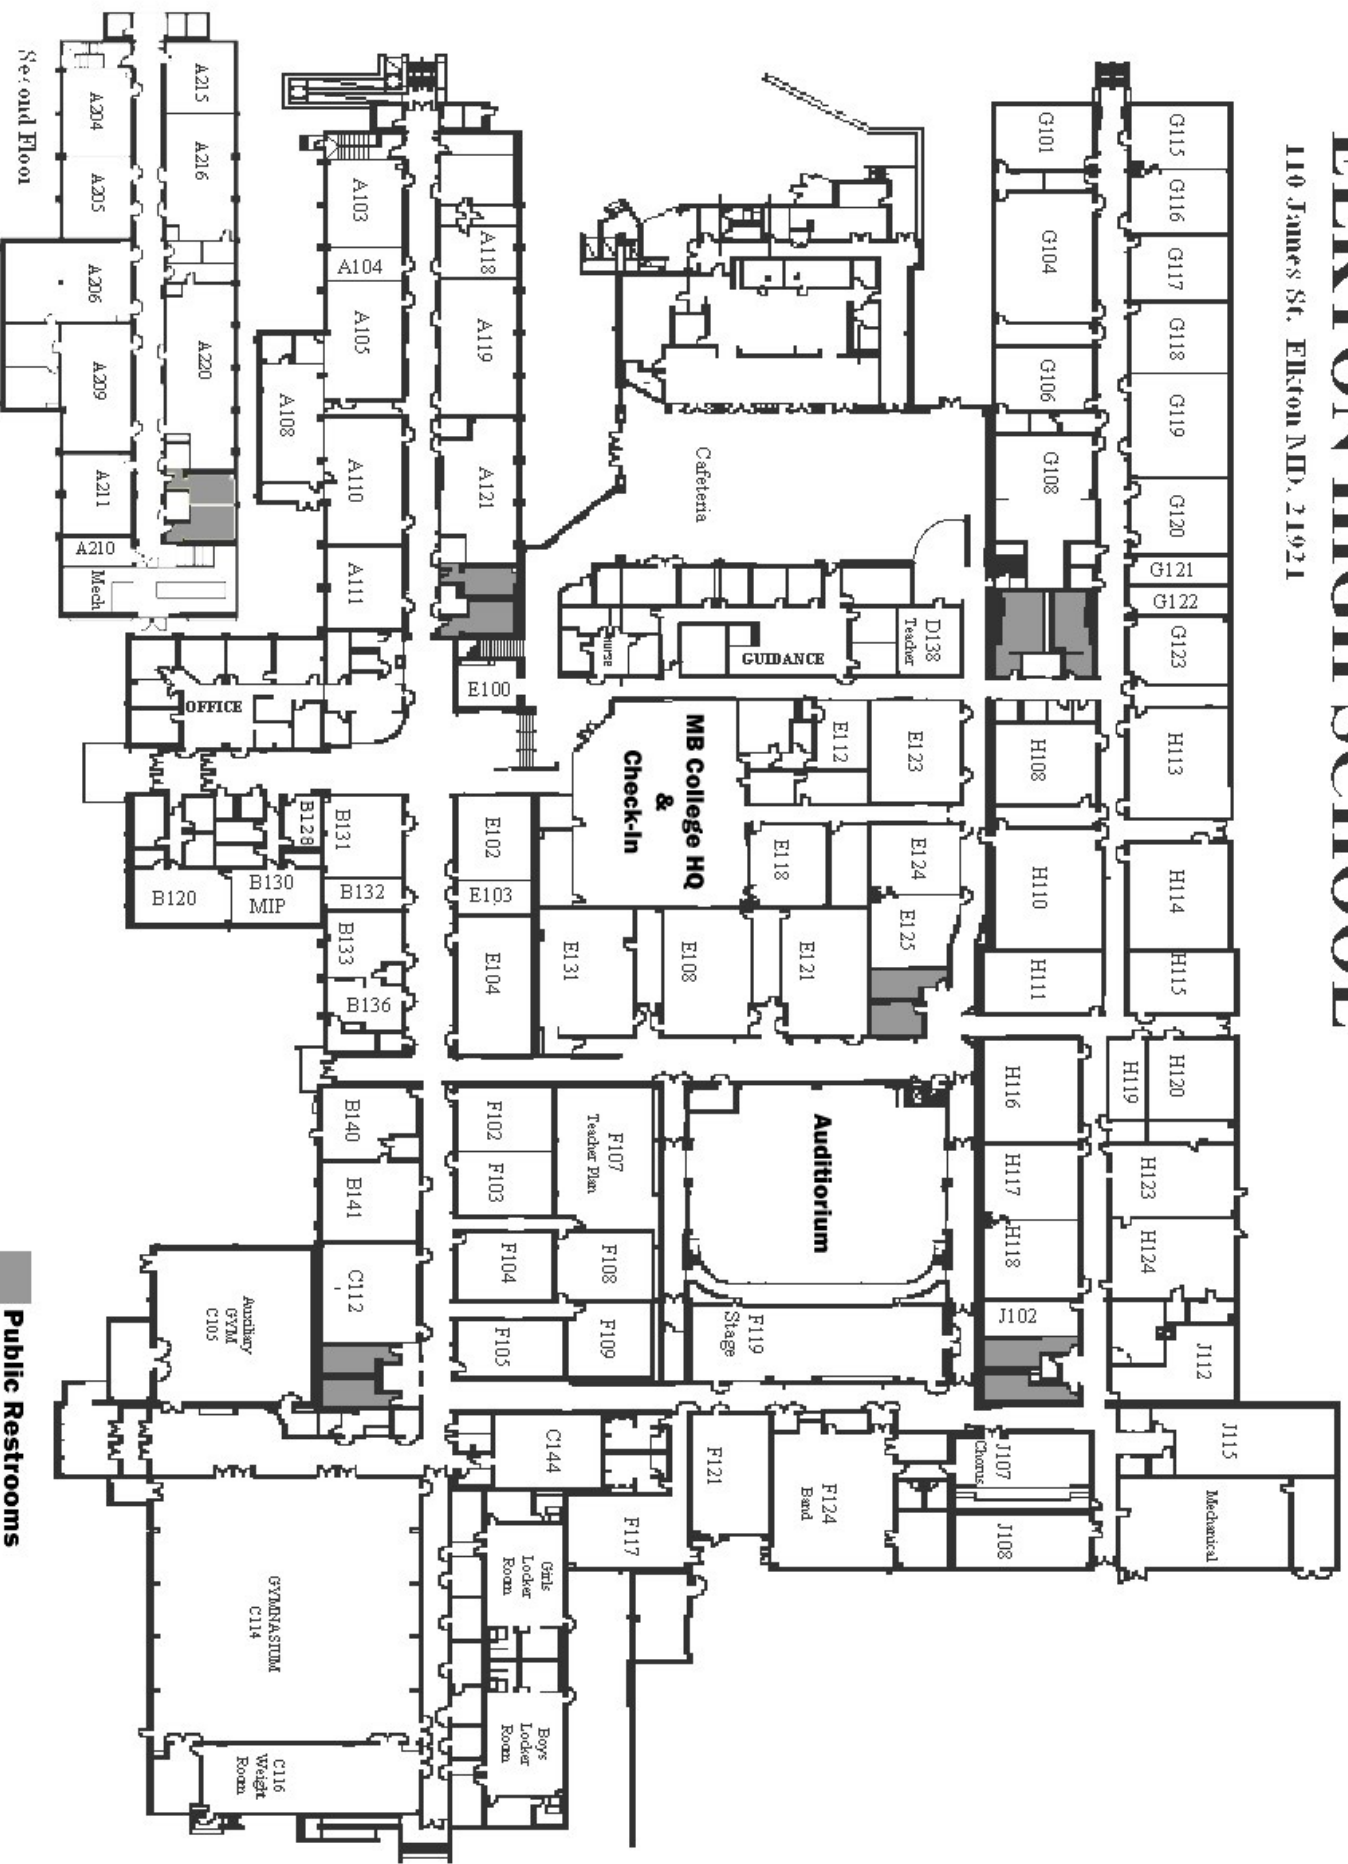 ELKTON HIGH SCHOOL
110 James St. Elkton MD. 21921
G115
G116
G117
G118
G119
G120
G121
G122
G123
H113
H114
H115
H120
H119
H123
H124
J112
J115
Mechanical
G101
G104
G106
G108
H108
H110
H111
H116
H117
H118
J102
J107
Chorus
J108
Cafeteria
D138
Teacher
GUIDANCE
nurse
E123
E112
E124
E118
E125
MB College HQ
&
Check-In
E121
E108
E131
Auditiorium
F119
Stage
F124
Band
F121
F117
A118
A119
A121
E100
E102
E103
E104
F102
F107
Teacher Plan
F103
F104
F108
F105
F109
C144
Girls
Locker
Room
Boys
Locker
Room
A103
A104
A105
A108
A110
A111
OFFICE
B128
B131
B132
B130
MIP
B120
B133
B136
B140
B141
C112
Auxiliary
GYM
C105
GYMNASIUM
C114
C116
Weight
Room
A215
A216
A220
A204
A205
A206
A209
A211
A210
Mech
Second Floor
Public Restrooms